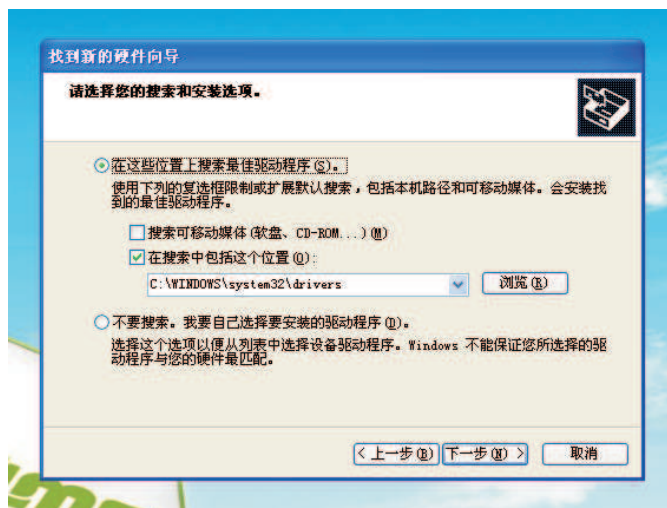 找到新的硬件向导
请选择您的搜索和安装选项。
在这些位置上搜索最佳驱动程序(S)。
使用下列的复选框限制或扩展默认搜索，包括本机路径和可移动媒体。会安装找
到的最佳驱动程序。
搜索可移动媒体(软盘、CD-ROM...)(M)
在搜索中包括这个位置(O):
C:\WINDOWS\system32\drivers
浏览(R)
不要搜索。我要自己选择要安装的驱动程序(D)。
选择这个选项以便从列表中选择设备驱动程序。Windows 不能保证您所选择的驱
动程序与您的硬件最匹配。
< 上一步(B) 下一步(N) > 取消